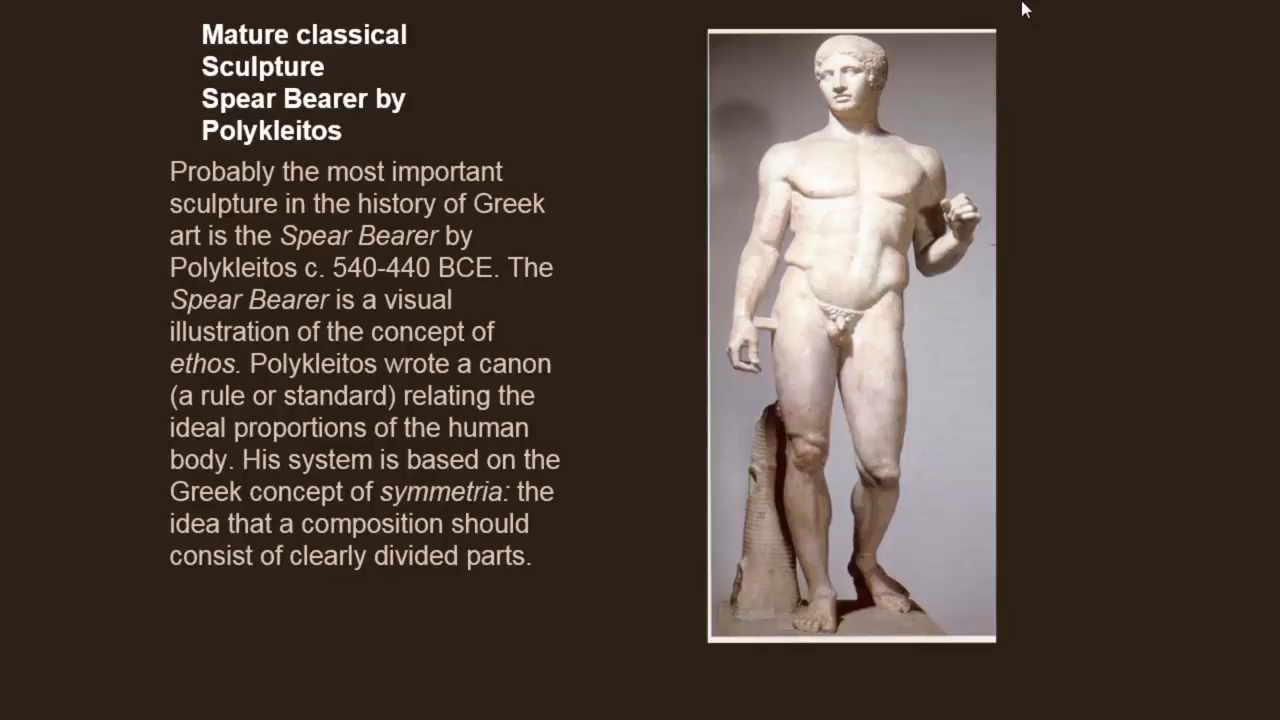 Mature classical
Sculpture
Spear Bearer by
Polykleitos
Probably the most important
sculpture in the history of Greek
art is the Spear Bearer by
Polykleitos c. 540-440 BCE. The
Spear Bearer is a visual
illustration of the concept of
ethos. Polykleitos wrote a canon
(a rule or standard) relating the
ideal proportions of the human
body. His system is based on the
Greek concept of symmetria: the
idea that a composition should
consist of clearly divided parts.